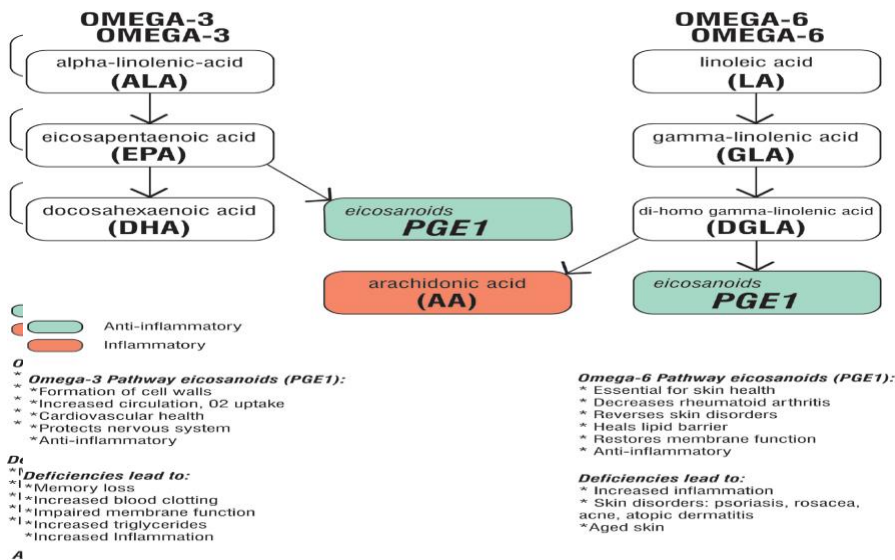 OMEGA-3
OMEGA-3
alpha-linolenic-acid
(ALA)
eicosapentaenoic acid
(EPA)
docosahexaenoic acid
(DHA)
eicosanoids
PGE1
OMEGA-6
OMEGA-6
linoleic acid
(LA)
gamma-linolenic acid
(GLA)
di-homo gamma-linolenic acid
(DGLA)
arachidonic acid
(AA)
eicosanoids
PGE1
Anti-inflammatory
Inflammatory
Omega-3 Pathway eicosanoids (PGE1):
*Formation of cell walls
*Increased circulation, 02 uptake
*Cardiovascular health
*Protects nervous system
*Anti-inflammatory
Deficiencies lead to:
*Memory loss
*Increased blood clotting
*Impaired membrane function
*Increased triglycerides
*Increased Inflammation
Omega-6 Pathway eicosanoids (PGE1):
* Essential for skin health
* Decreases rheumatoid arthritis
* Reverses skin disorders
* Heals lipid barrier
* Restores membrane function
* Anti-inflammatory
Deficiencies lead to:
* Increased inflammation
* Skin disorders: psoriasis, rosacea,
acne, atopic dermatitis
*Aged skin